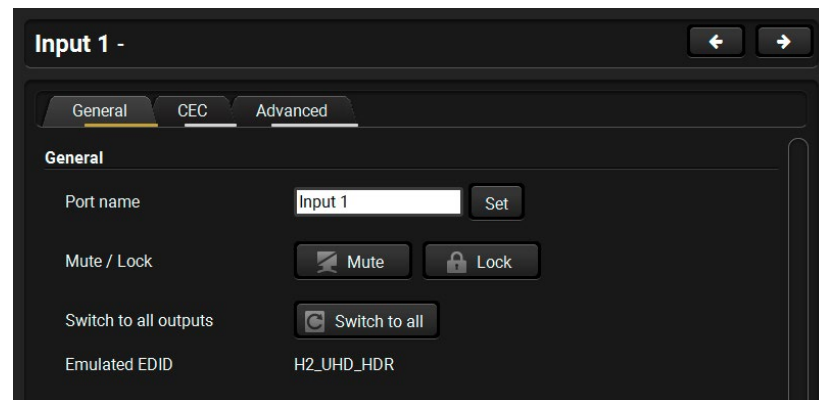 Input 1 -
General CEC Advanced
General
Port name Input 1 Set
Mute / Lock Mute Lock
Switch to all outputs Switch to all
Emulated EDID H2_UHD_HDR